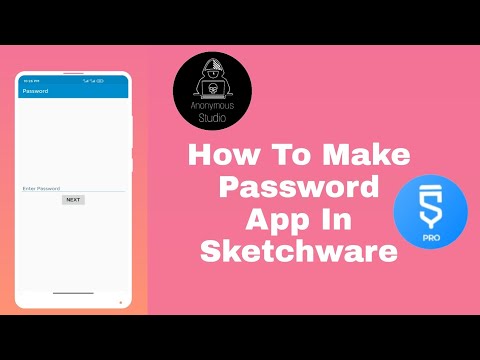 Password
Enter Password
NEXT
Anonymous
Studio
How To Make
Password
App In
Sketchware
PRO